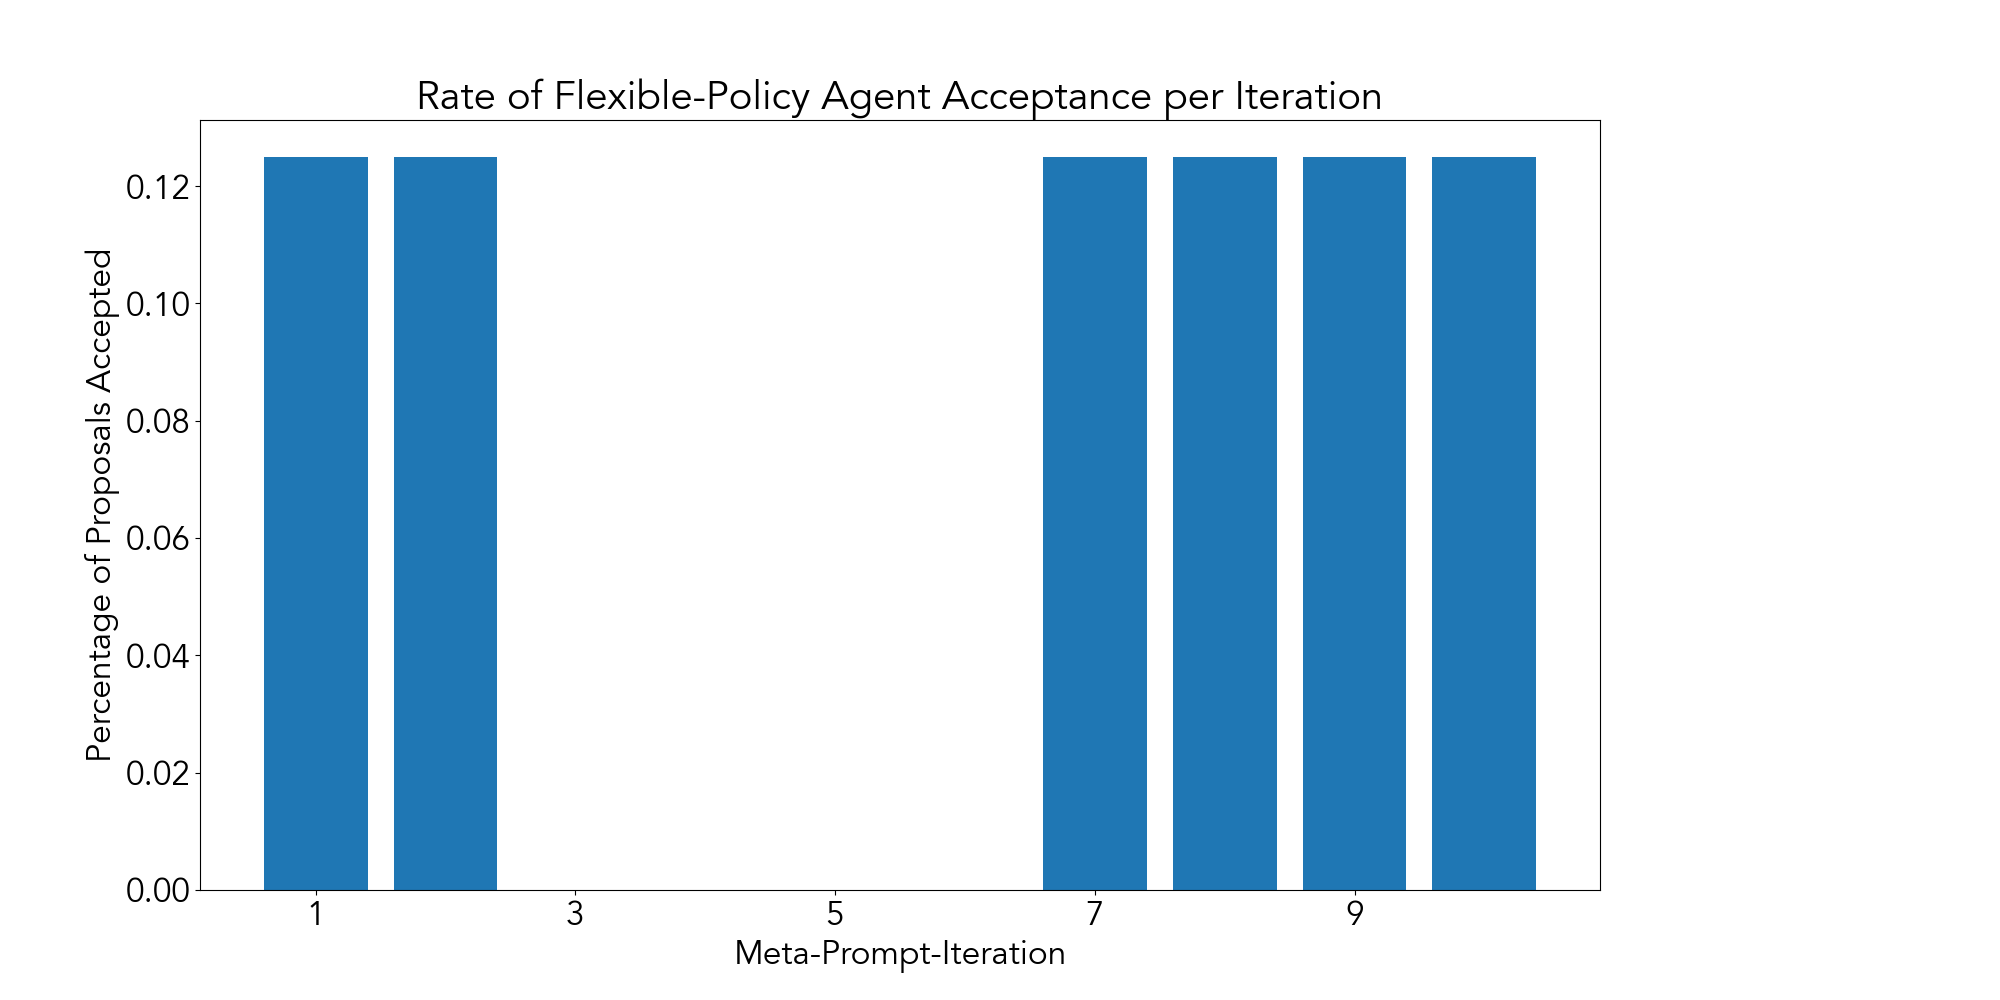 Rate of Flexible-Policy Agent Acceptance per Iteration
Percentage of Proposals Accepted
0.12
0.10
0.08
0.06
0.04
0.02
0.00
1 3 5 7 9
Meta-Prompt-Iteration